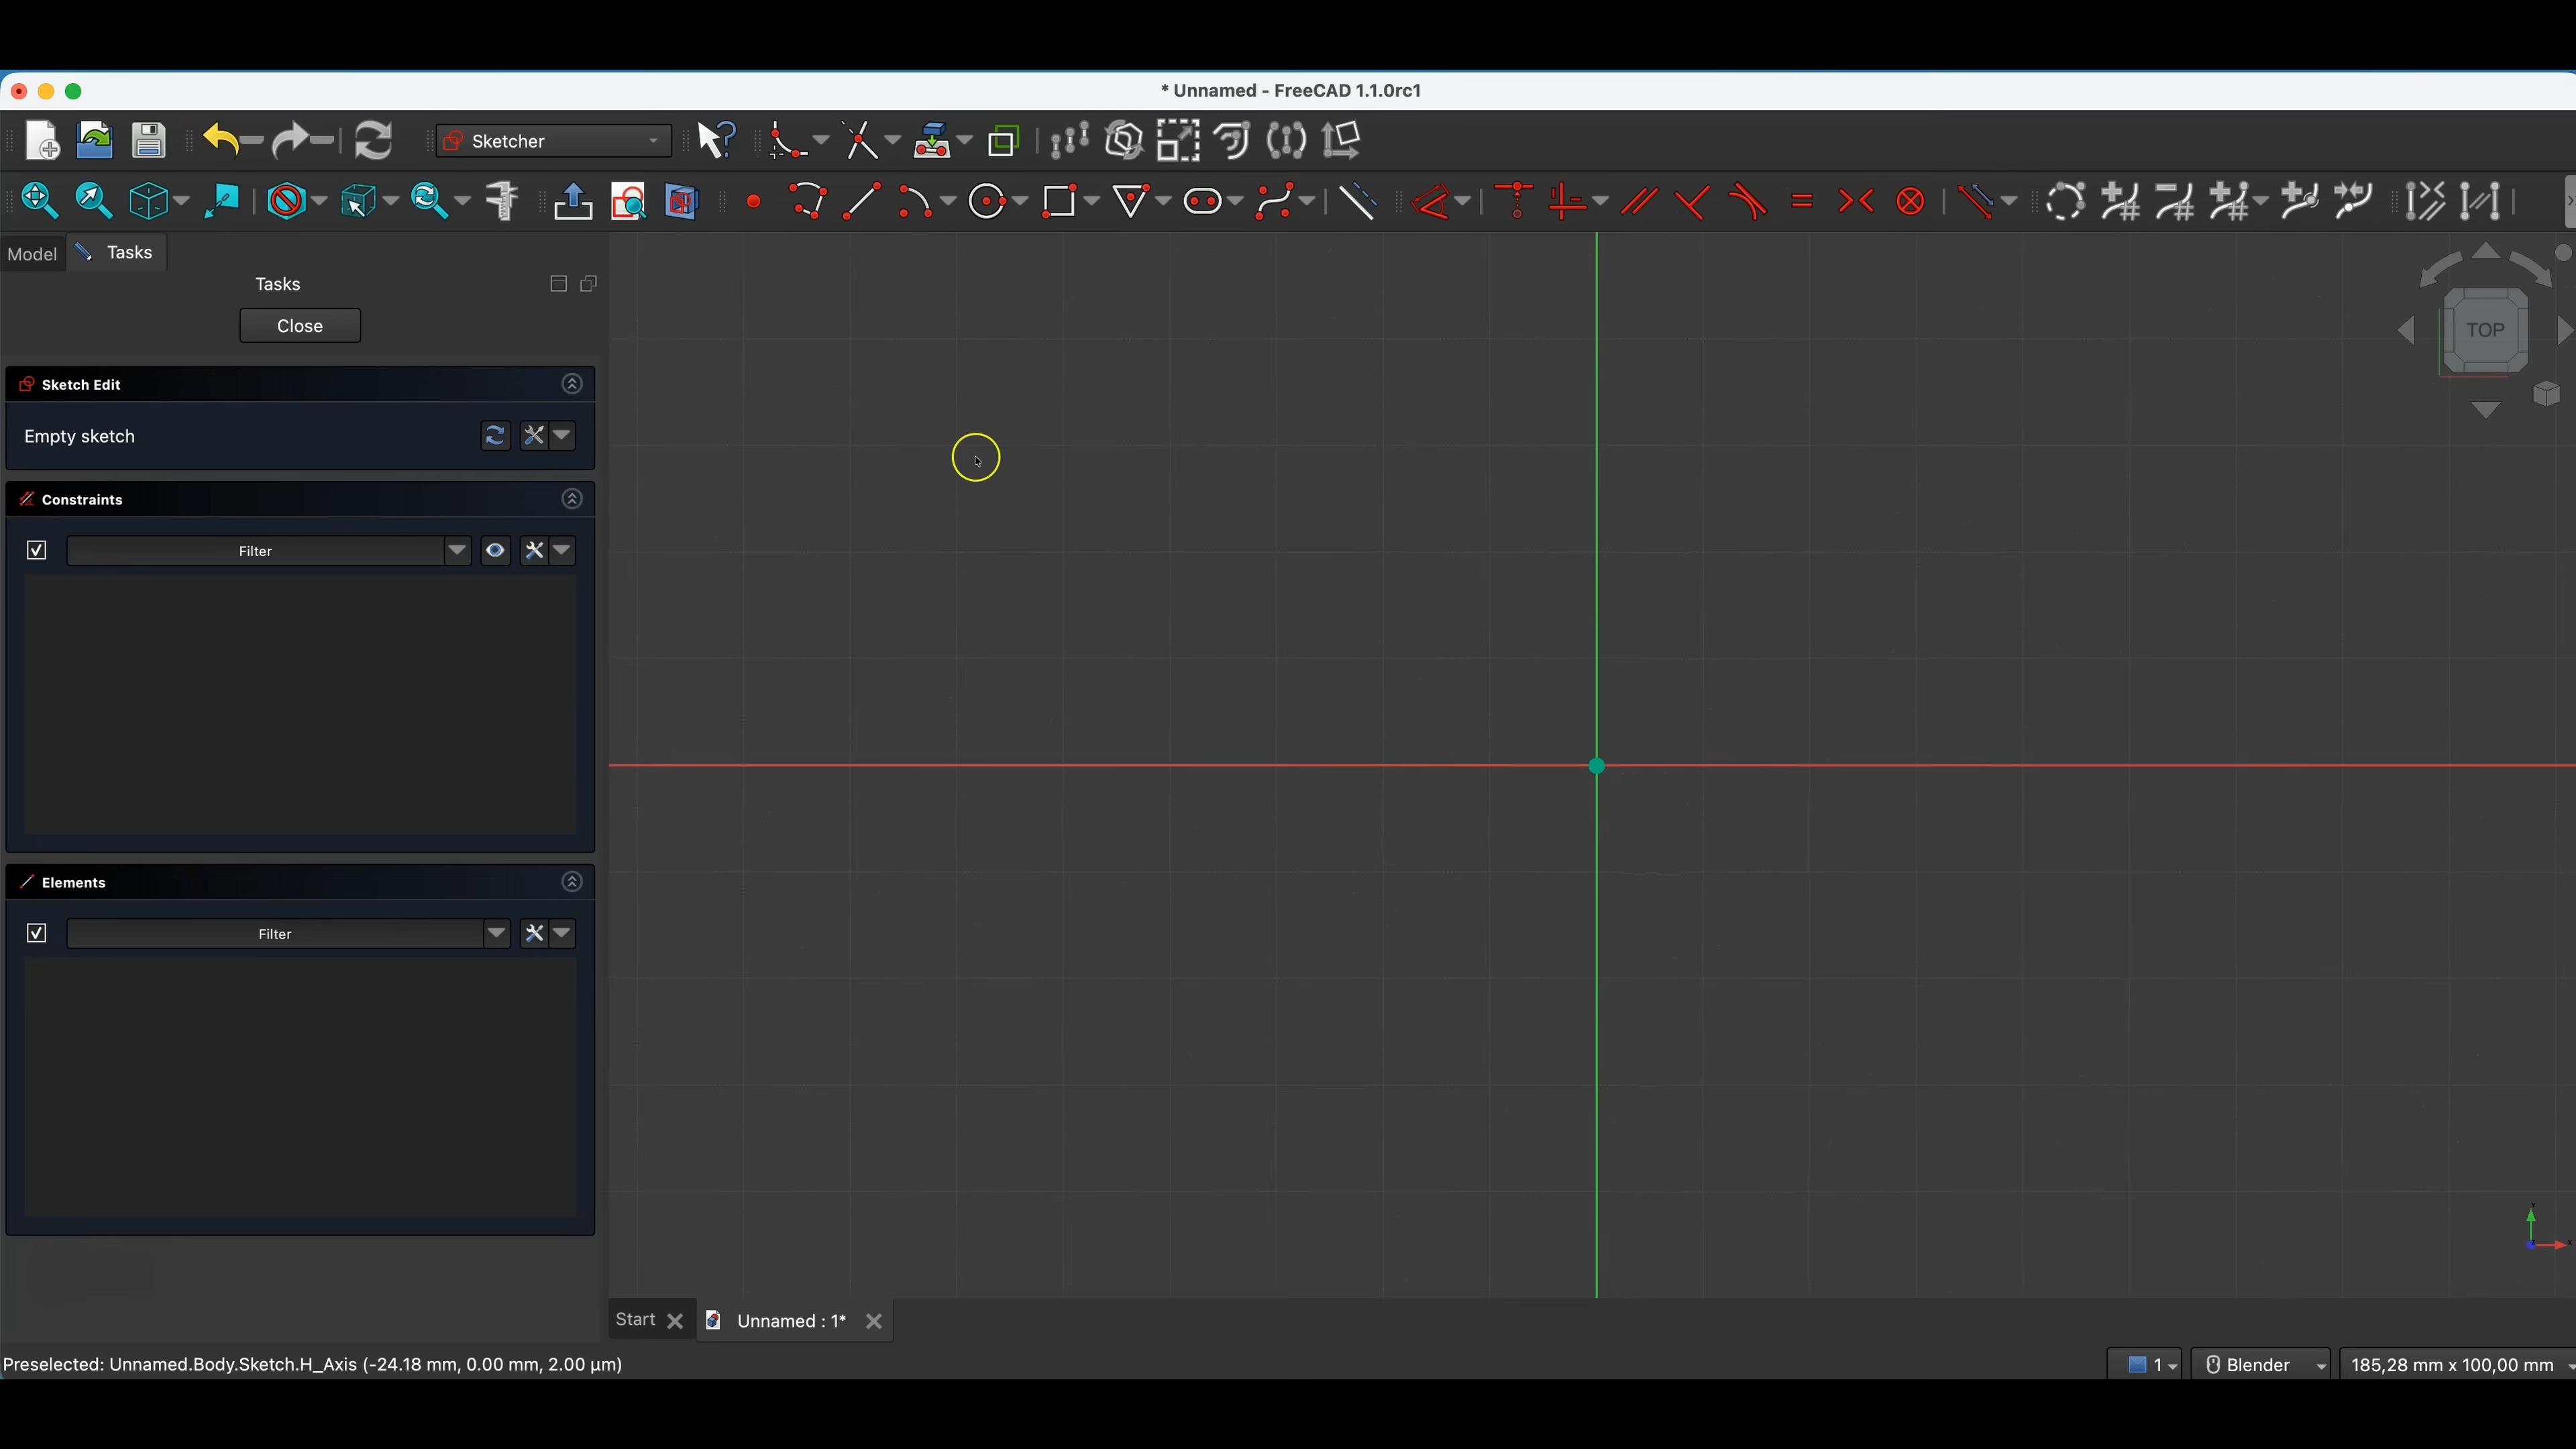 * Unnamed - FreeCAD 1.1.0rc1
Sketcher
Model
Tasks
Tasks
Close
Sketch Edit
Empty sketch
Constraints
Filter
Elements
Filter
TOP
Start
Unnamed : 1*
Preselected: Unnamed.Body.Sketch.H_Axis (-24.18 mm, 0.00 mm, 2.00 µm)
1
Blender
185,28 mm x 100,00 mm